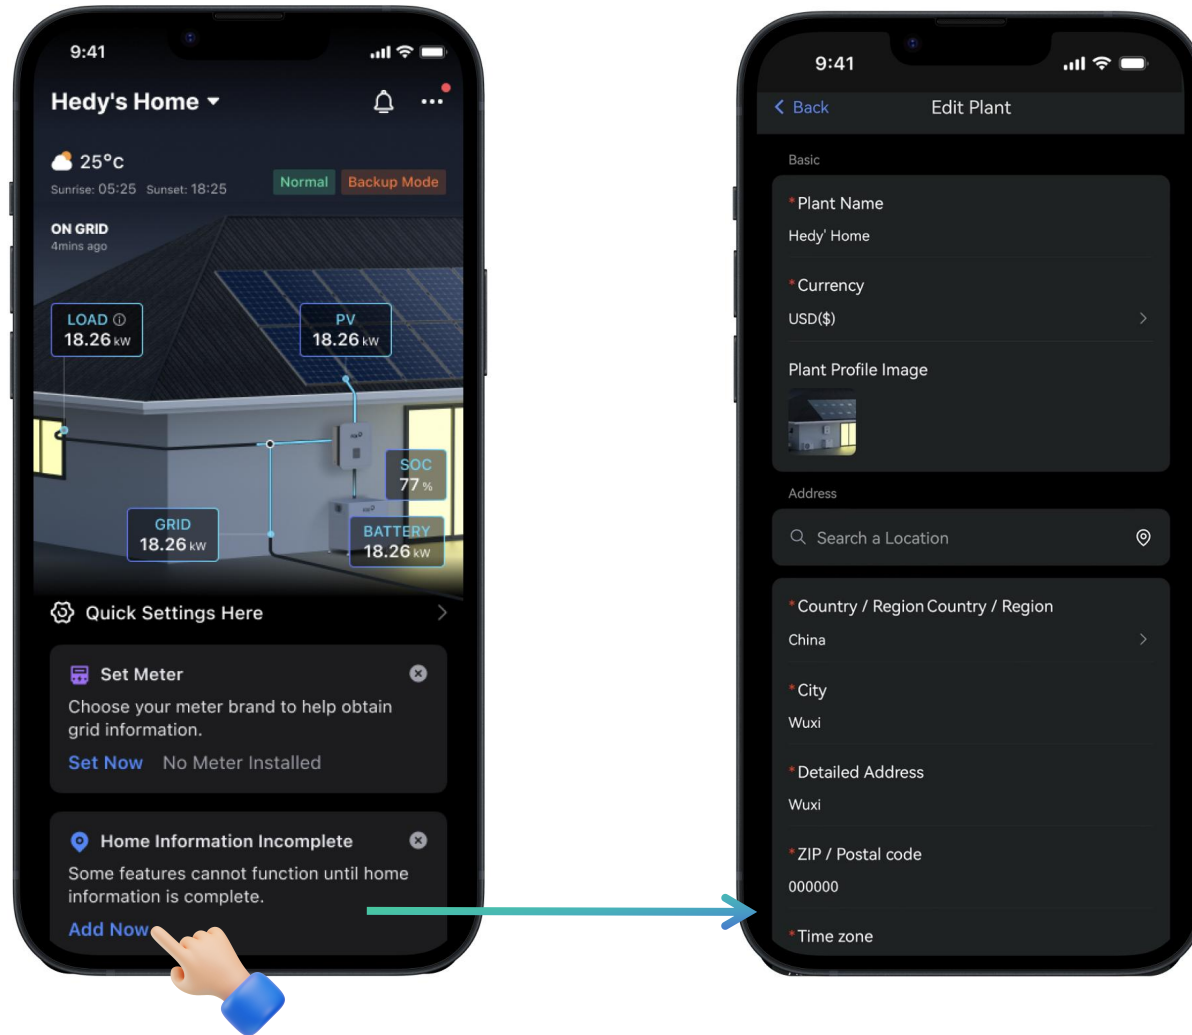 9:41
Hedy's Home
25°c
Sunrise: 05:25 Sunset: 18:25
Normal
Backup Mode
ON GRID
4mins ago
LOAD
18.26 kW
PV
18.26 kW
SOC
77 %
GRID
18.26 kW
BATTERY
18.26 kW
Quick Settings Here
Set Meter
Choose your meter brand to help obtain
grid information.
Set Now No Meter Installed
Home Information Incomplete
Some features cannot function until home
information is complete.
Add Now
9:41
Back
Edit Plant
Basic
*Plant Name
Hedy' Home
*Currency
USD($)
Plant Profile Image
Address
Search a Location
*Country / Region Country / Region
China
*City
Wuxi
*Detailed Address
Wuxi
*ZIP / Postal code
000000
*Time zone